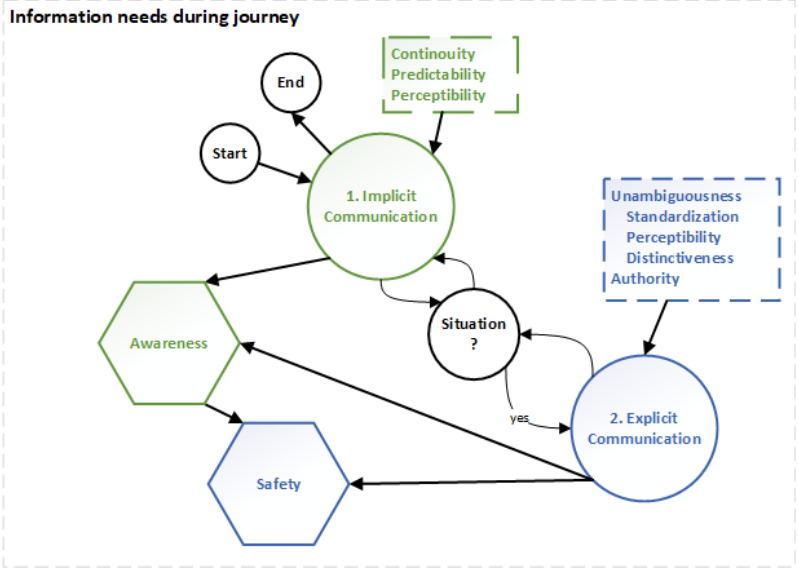 Information needs during journey
End
Continouity
Predictability
Perceptibility
Start
1. Implicit
Communication
Unambiguousness
Standardization
Perceptibility
Distinctiveness
Authority
Situation
?
Awareness
yes
2. Explicit
Communication
Safety